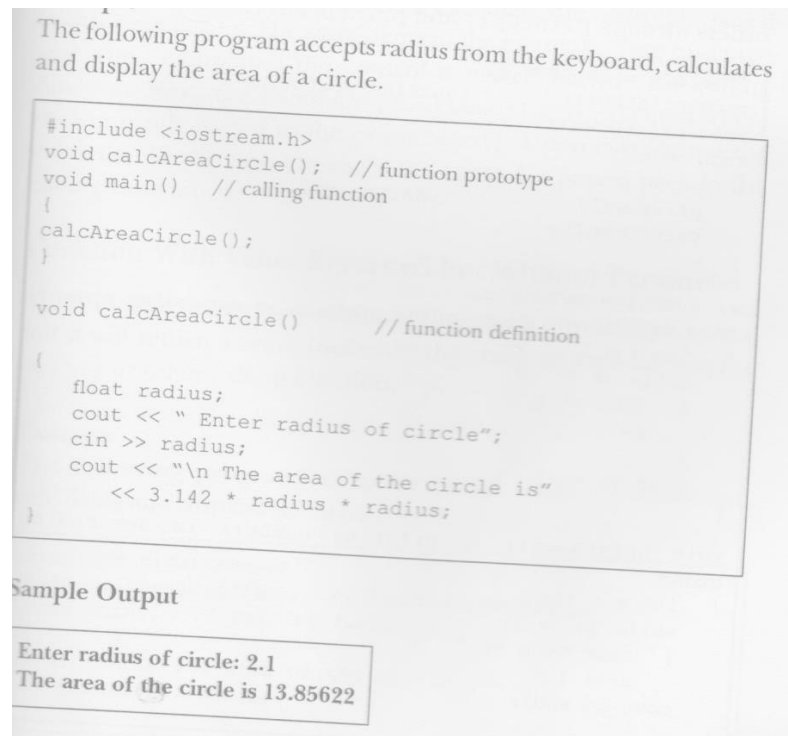 The following program accepts radius from the keyboard, calculates
and display the area of a circle.
#include <iostream.h>
void calcAreaCircle(); // function prototype
void main() // calling function
{
calcAreaCircle();
}
void calcAreaCircle() // function definition
{
float radius;
cout << " Enter radius of circle";
cin >> radius;
cout << "\n The area of the circle is"
<< 3.142 * radius * radius;
}
Sample Output
Enter radius of circle: 2.1
The area of the circle is 13.85622